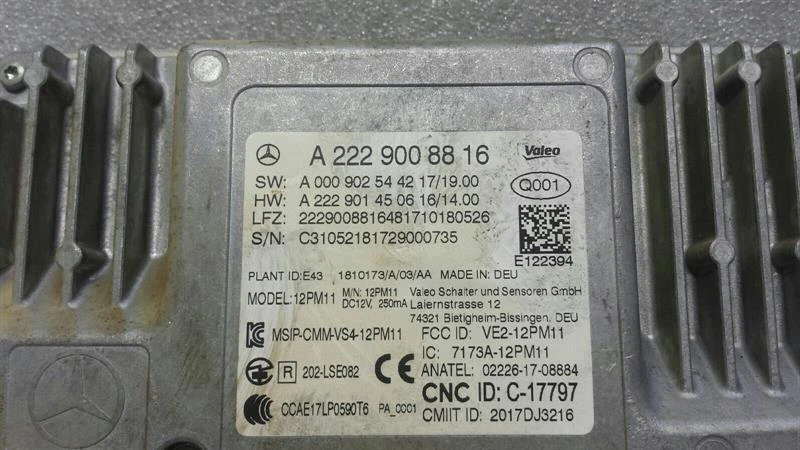 A 222 900 88 16 Valeo
SW: A 000 902 54 42 17/19.00
HW: A 222 901 45 06 16/14.00 Q001
LFZ: 2229008816481710180526
S/N: C31052181729000735
E122394
PLANT ID:E43 1810173/A/03/AA MADE IN: DEU
MODEL:12PM11 M/N: 12PM11 Valeo Schalter und Sensoren GmbH
DC12V, 250mA Laiernstrasse 12
74321 Bietigheim-Bissingen, DEU
MSIP-CMM-VS4-12PM11 FCC ID: VE2-12PM11
IC: 7173A-12PM11
R 202-LSE082 CE ANATEL: 02226-17-08884
CNC ID: C-17797
CCAE17LP0590T6 PA_0001 CMIIT ID: 2017DJ3216